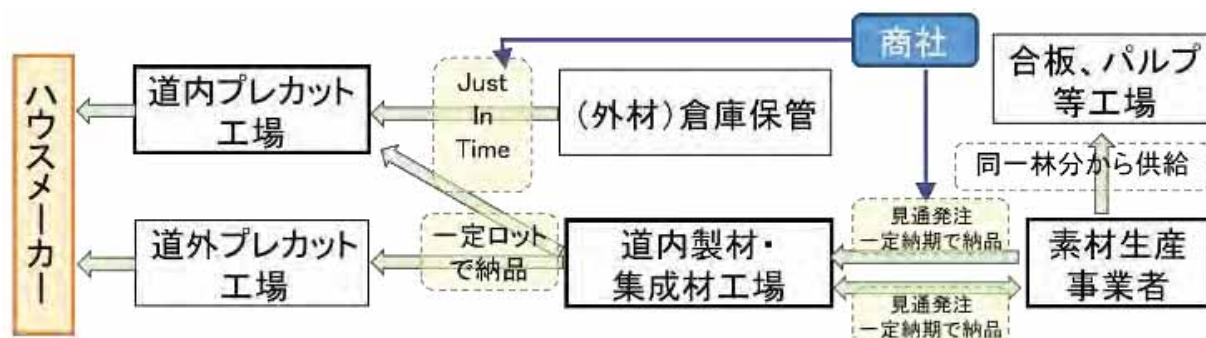 商社
合板、パルプ
等工場
ハウスメーカー
道内プレカット
工場
Just
In
Time
(外材)倉庫保管
同一林分から供給
道外プレカット
工場
一定ロット
で納品
道内製材・
集成材工場
見通発注
一定納期で納品
素材生産
事業者
見通発注
一定納期で納品